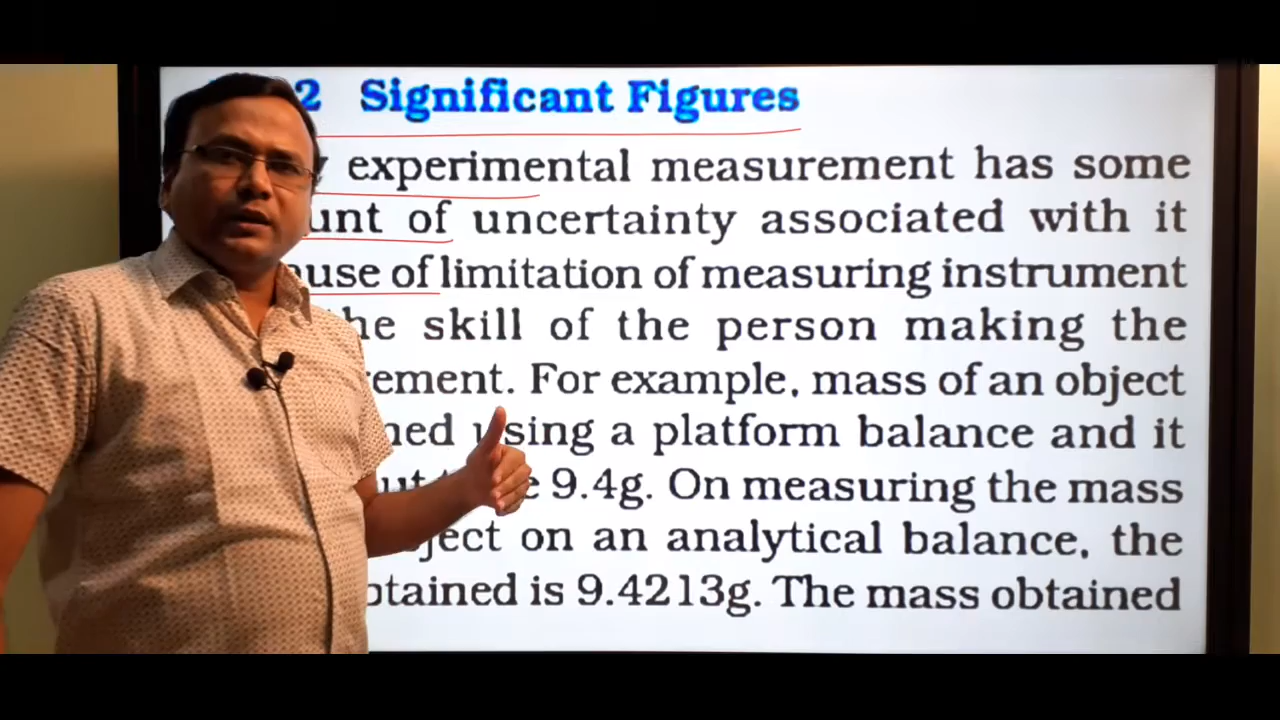 2 Significant Figures
experimental measurement has some
unt of uncertainty associated with it
ause of limitation of measuring instrument
he skill of the person making the
ement. For example, mass of an object
ned using a platform balance and it
9.4g. On measuring the mass
ject on an analytical balance, the
btained is 9.4213g. The mass obtained